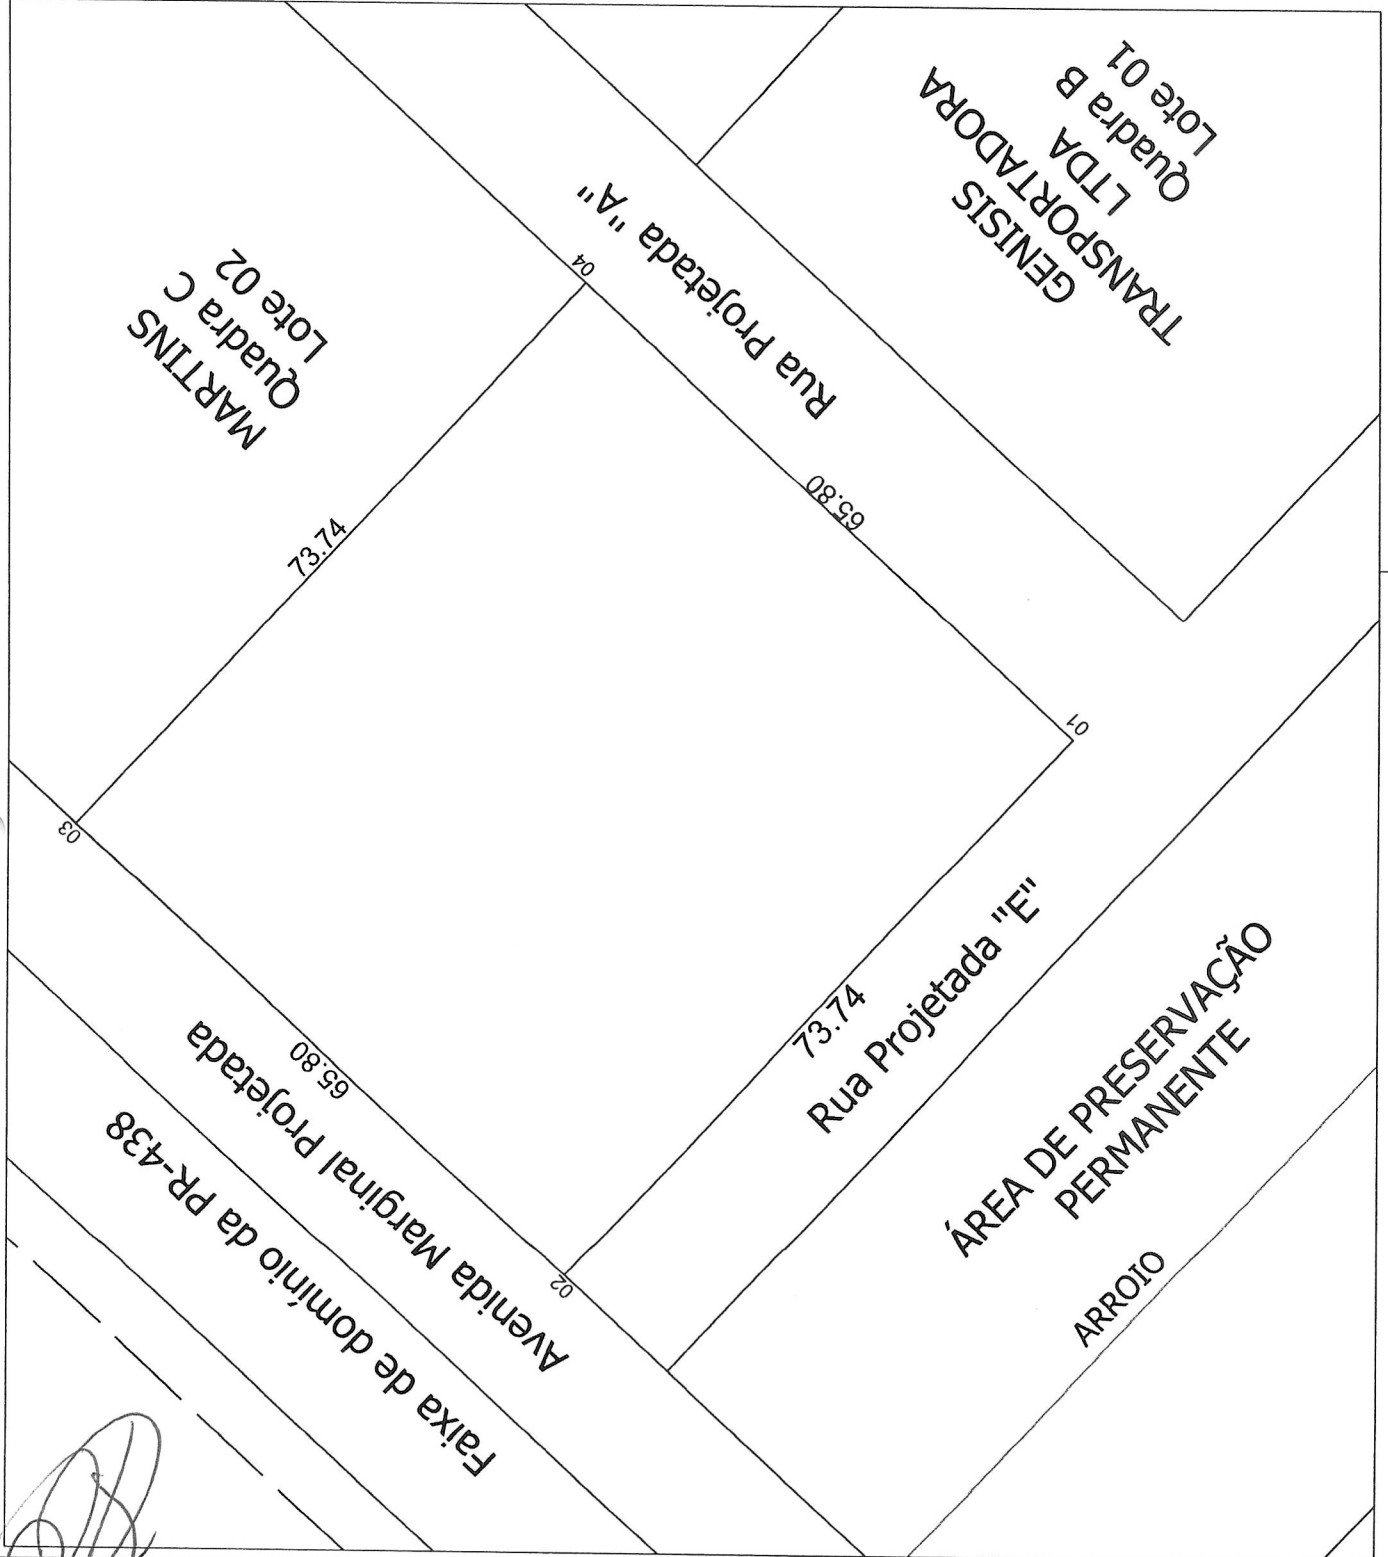 GENISIS
TRANSPORTADORA
LTDA
Quadra B
Lote 01
Rua Projetada "A"
MARTINS
Quadra C
Lote 02
04
65.80
73.74
01
03
73.74
Rua Projetada "E"
65.80
02
Avenida Marginal Projetada
Faixa de domínio da PR-438
ÁREA DE PRESERVAÇÃO
PERMANENTE
ARROIO